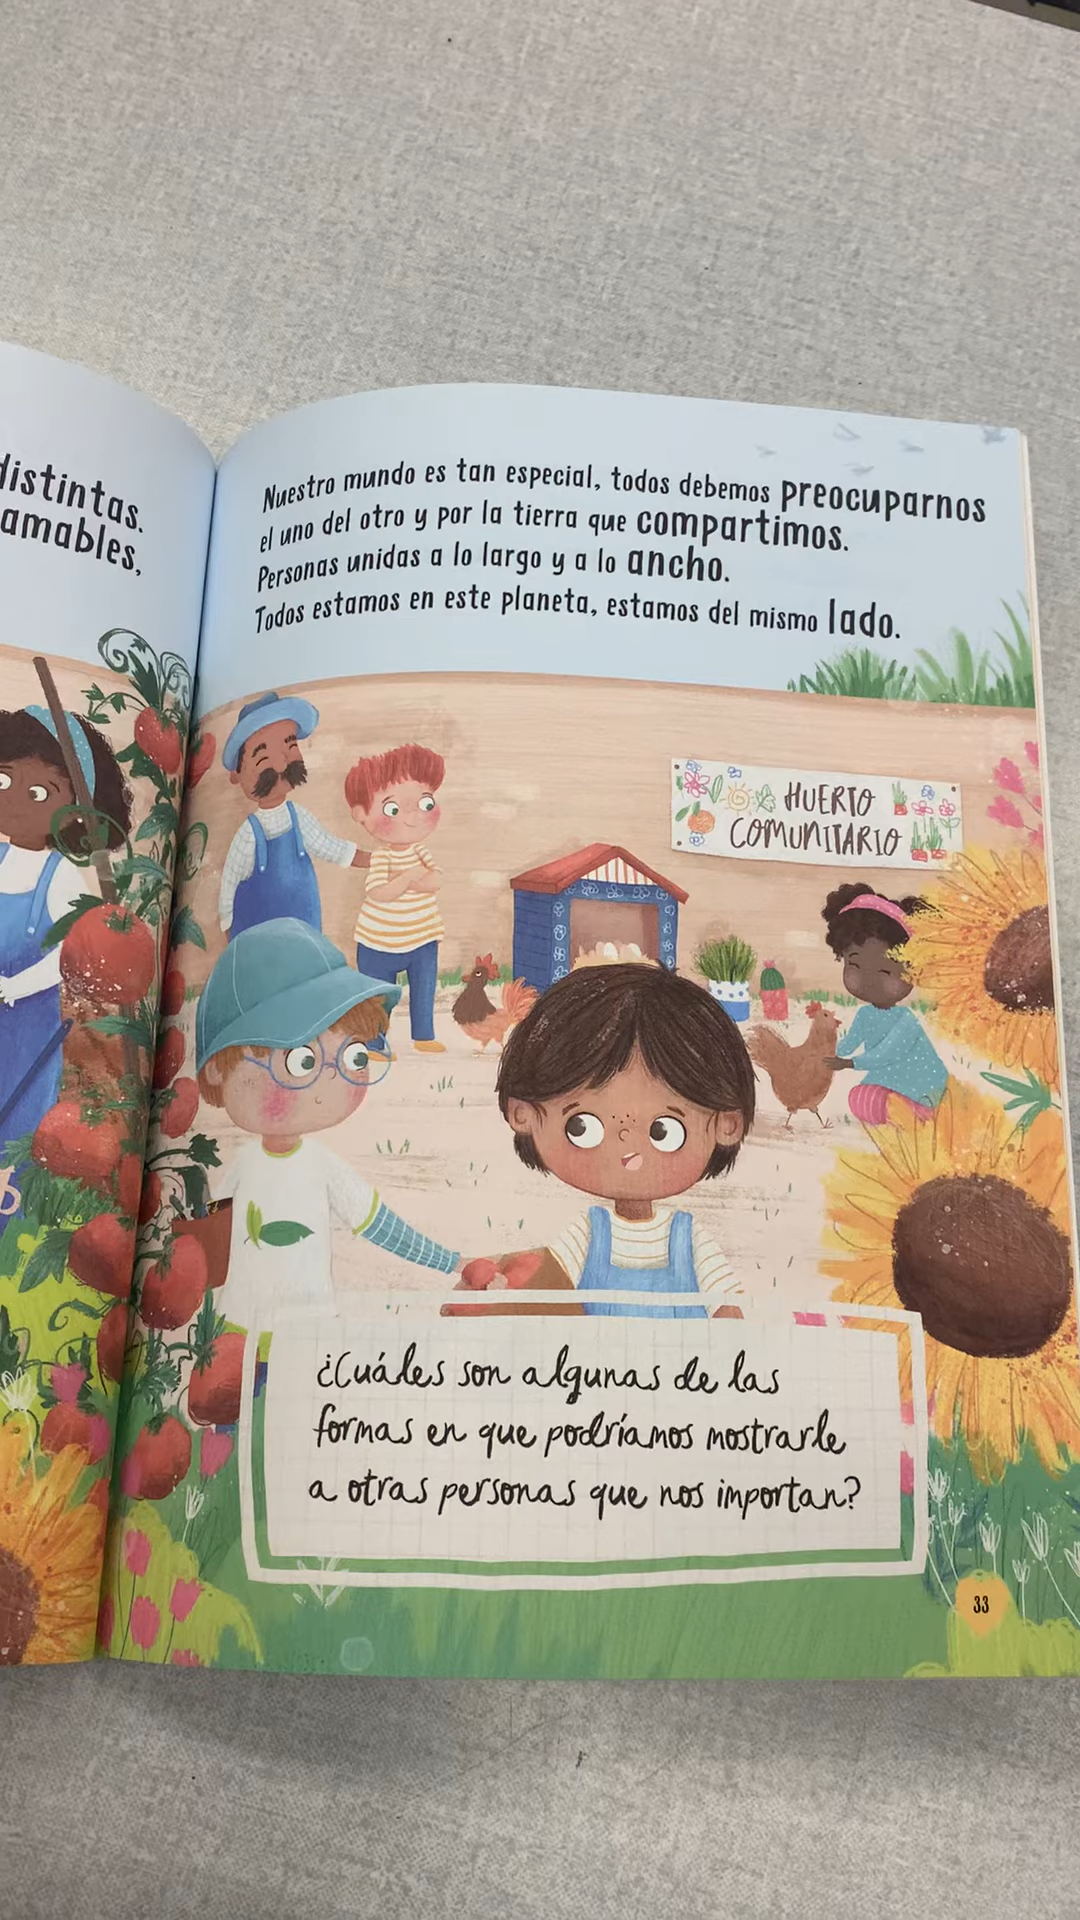 distintas.
amables,
Nuestro mundo es tan especial, todos debemos preocuparnos
el uno del otro y por la tierra que compartimos.
Personas unidas a lo largo y a lo ancho.
Todos estamos en este planeta, estamos del mismo lado.
HUERTO
COMUNITARIO
¿Cuáles son algunas de las
formas en que podríamos mostrarle
a otras personas que nos importan?
33